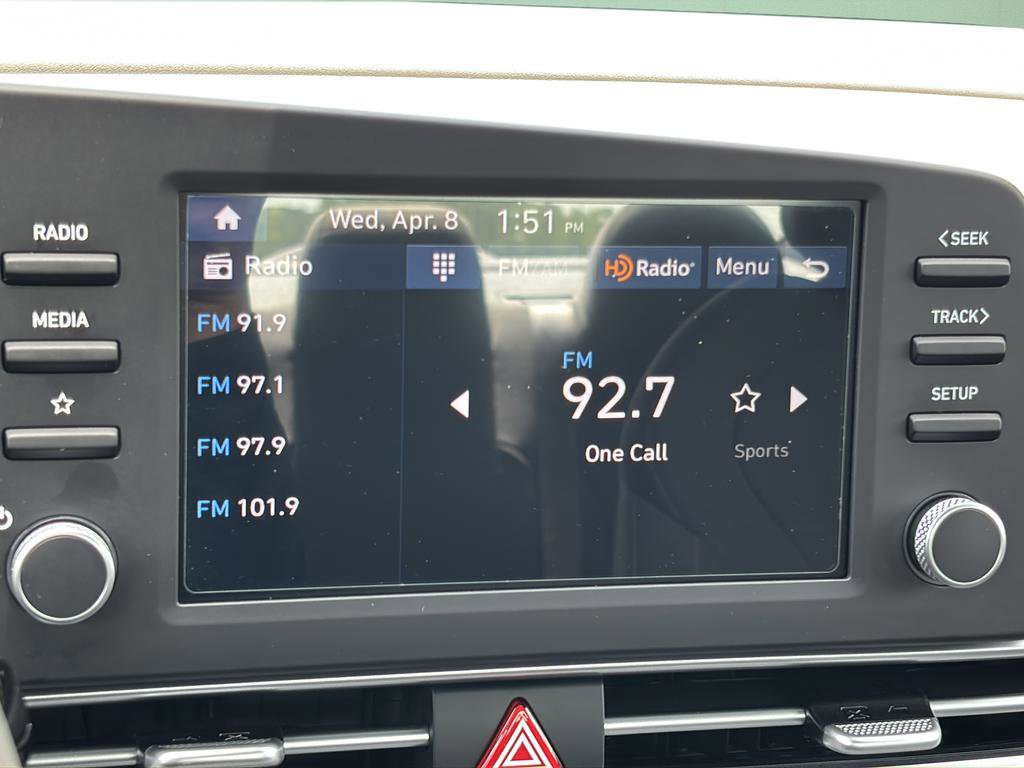 RADIO
MEDIA
Wed, Apr. 8 1:51 PM
Radio FM/AM HD Radio Menu
FM 91.9
FM 97.1
FM 97.9
FM 101.9
FM
92.7
One Call
Sports
<SEEK
TRACK>
SETUP